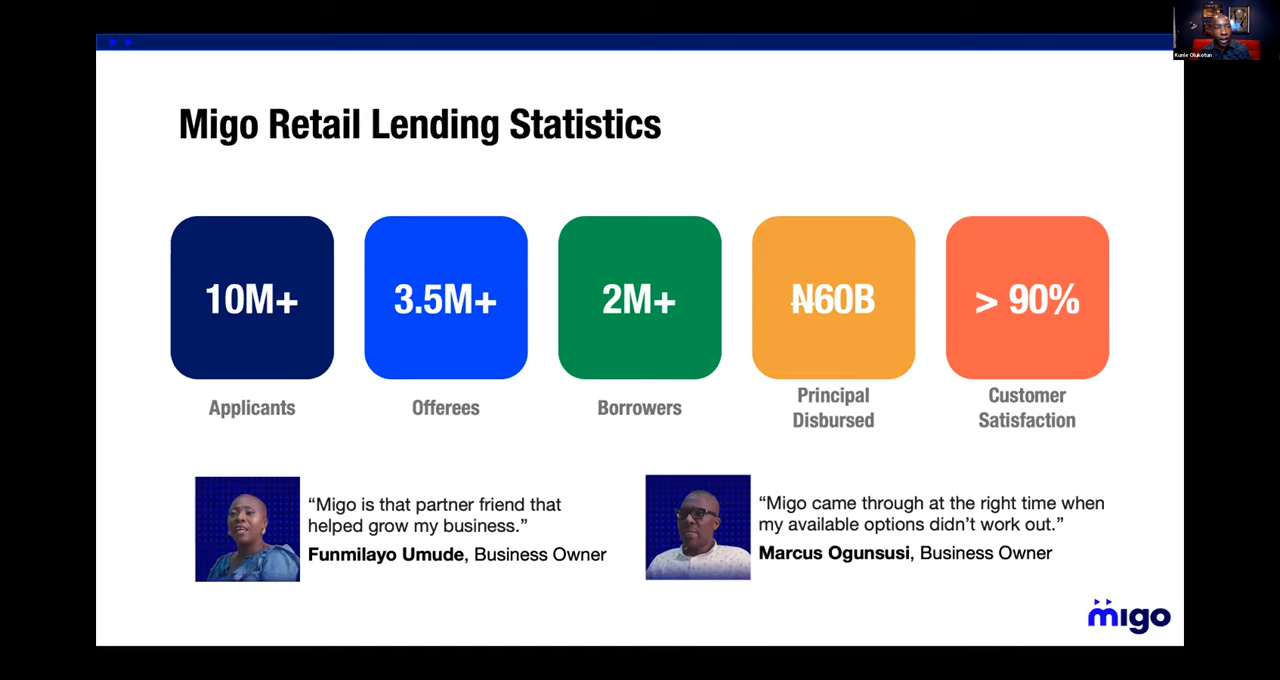 Kunle Olukotun
Migo Retail Lending Statistics
10M+
3.5M+
2M+
₦60B
> 90%
Applicants
Offerees
Borrowers
Principal
Disbursed
Customer
Satisfaction
“Migo is that partner friend that
helped grow my business.”
Funmilayo Umude, Business Owner
“Migo came through at the right time when
my available options didn’t work out.”
Marcus Ogunsusi, Business Owner
migo